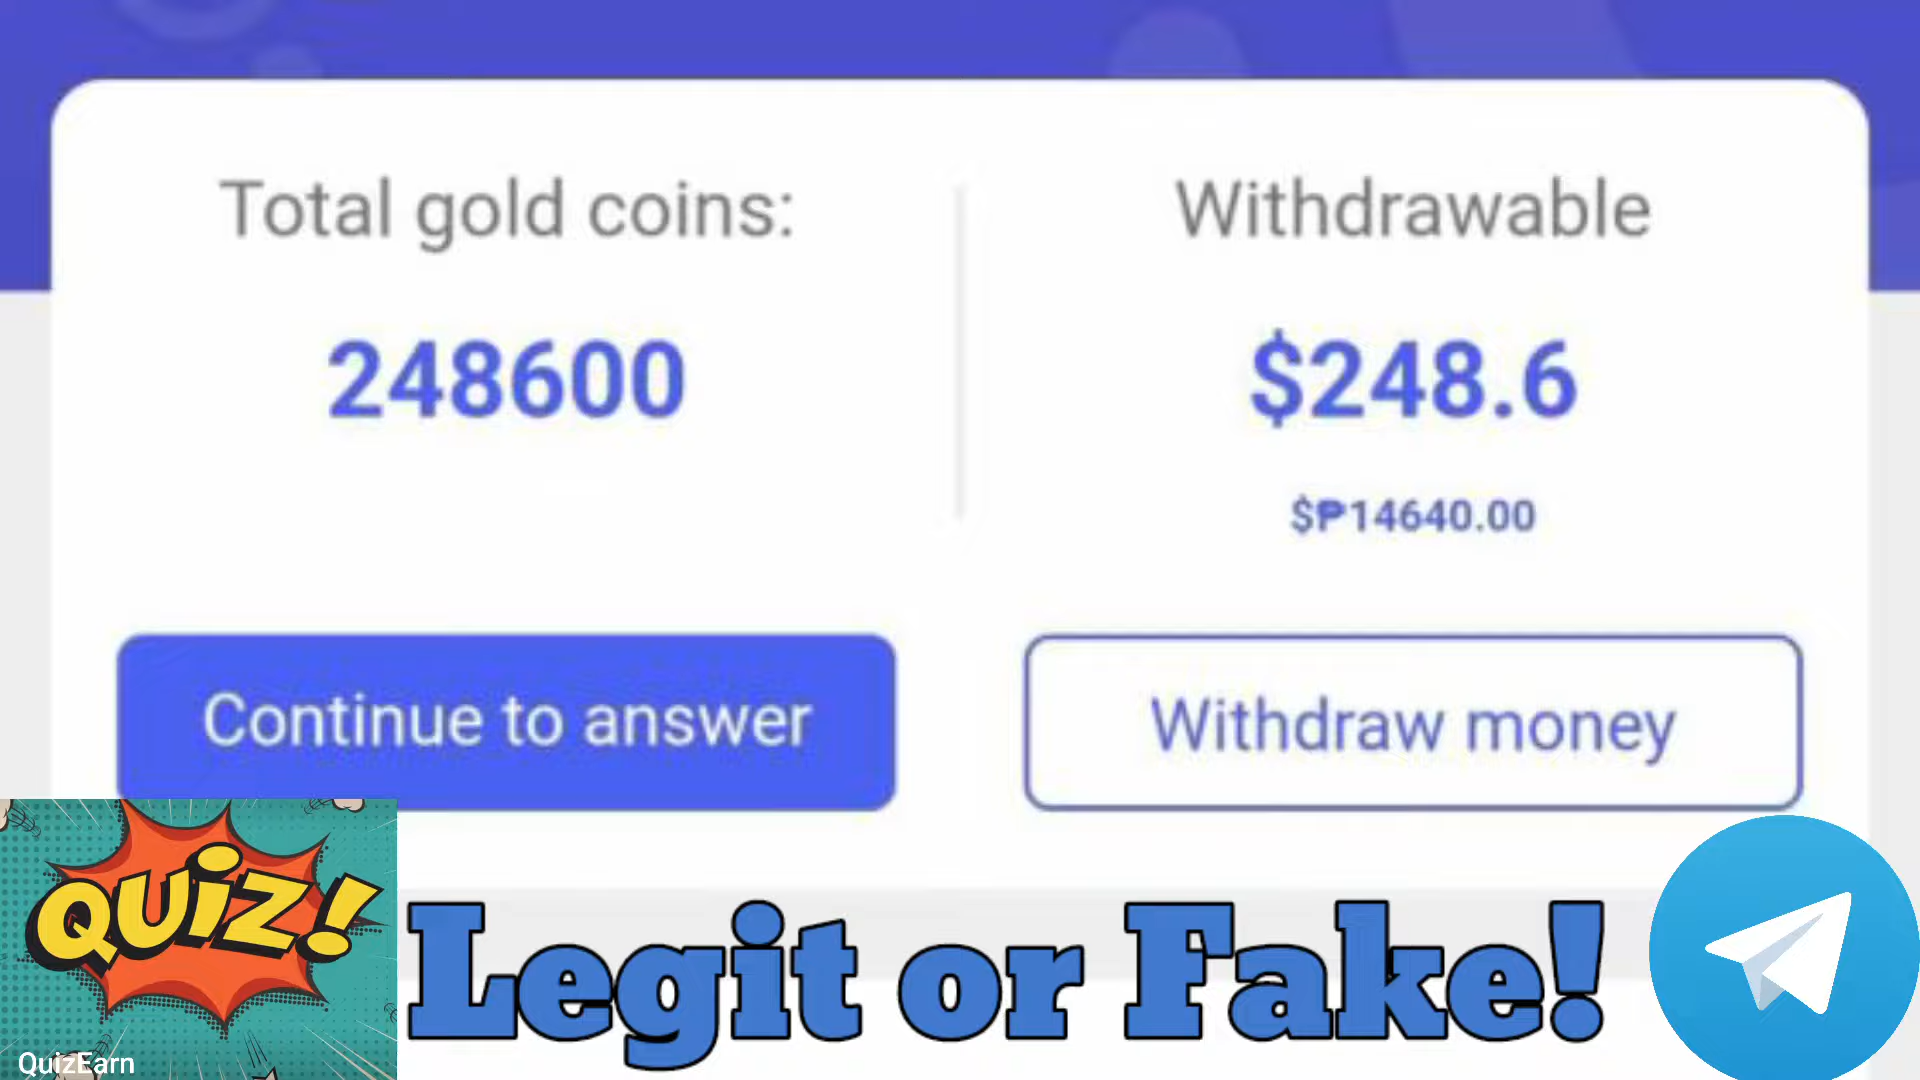 Total gold coins:
Withdrawable
248600
$248.6
$₱14640.00
Continue to answer
Withdraw money
QUiZ!
Legit or Fake!
QuizEarn